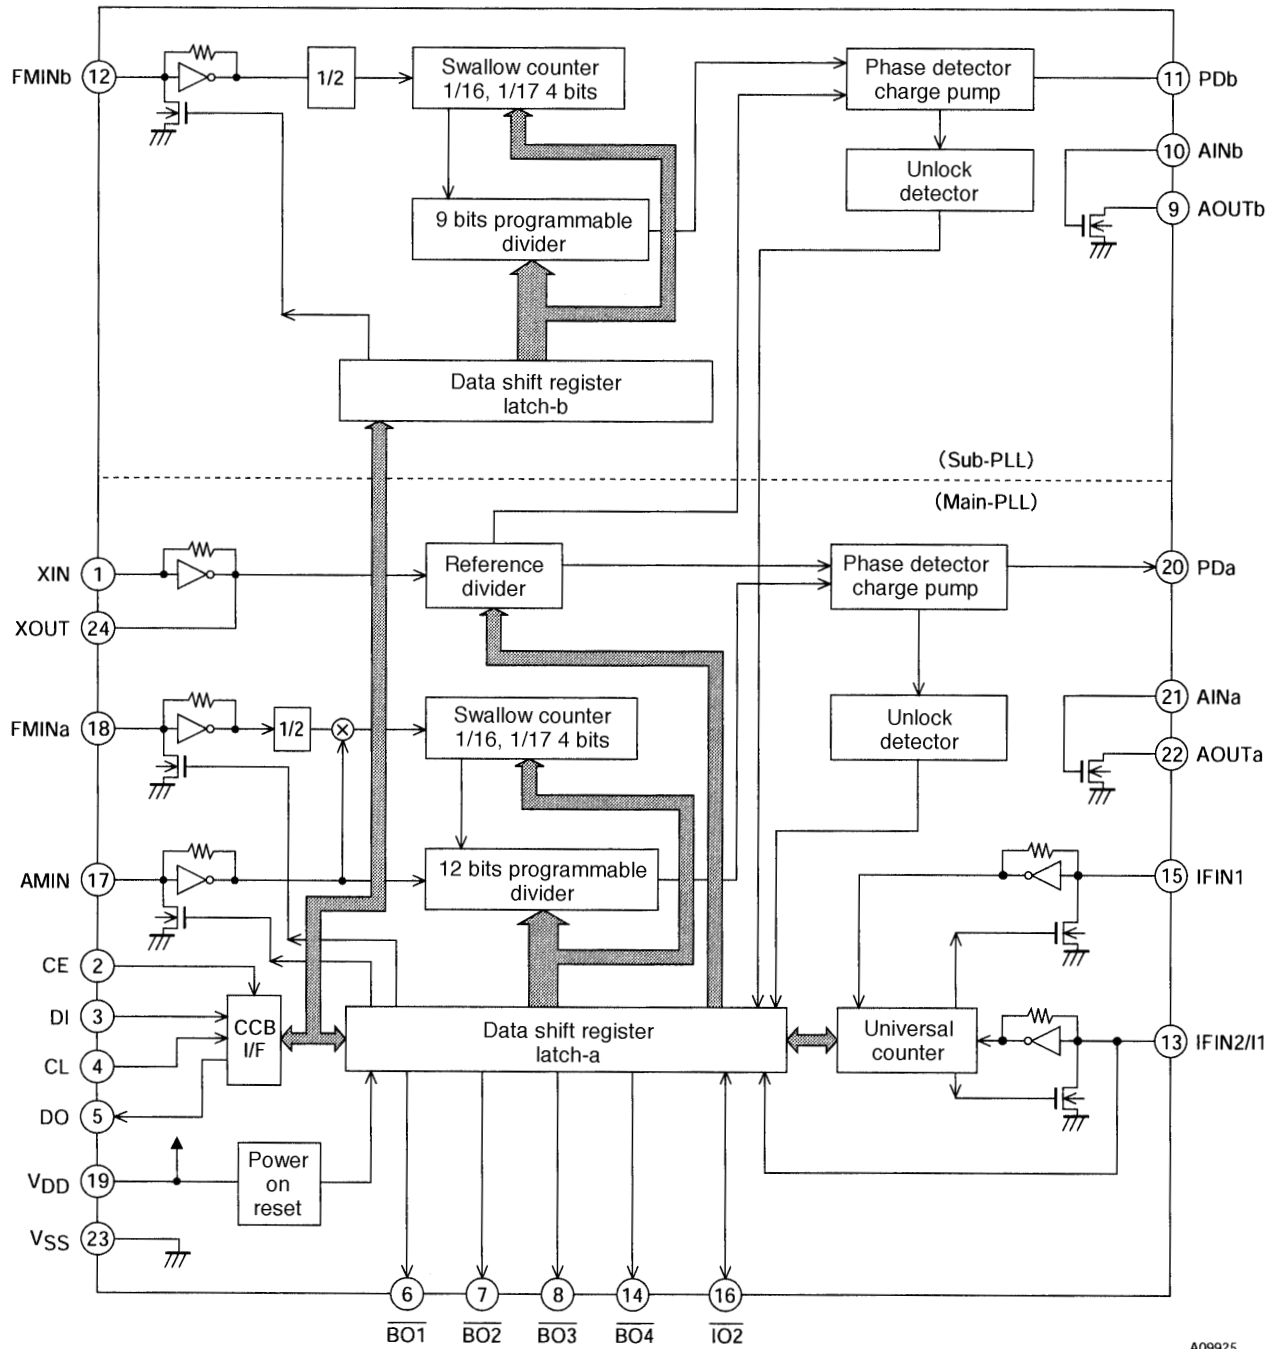 FMINb 12
1/2
Swallow counter
1/16, 1/17 4 bits
Phase detector
charge pump
11 PDb
10 AINb
Unlock
detector
9 AOUTb
9 bits programmable
divider
Data shift register
latch-b
(Sub-PLL)
(Main-PLL)
XIN 1
Reference
divider
Phase detector
charge pump
20 PDa
XOUT 24
FMINa 18
1/2
Swallow counter
1/16, 1/17 4 bits
21 AINa
Unlock
detector
22 AOUTa
AMIN 17
12 bits programmable
divider
15 IFIN1
CE 2
DI 3
CCB
I/F
Data shift register
latch-a
Universal
counter
13 IFIN2/I1
CL 4
DO 5
VDD 19
Power
on
reset
VSS 23
6 7 8 14 16
BO1 BO2 BO3 BO4 IO2
A09925